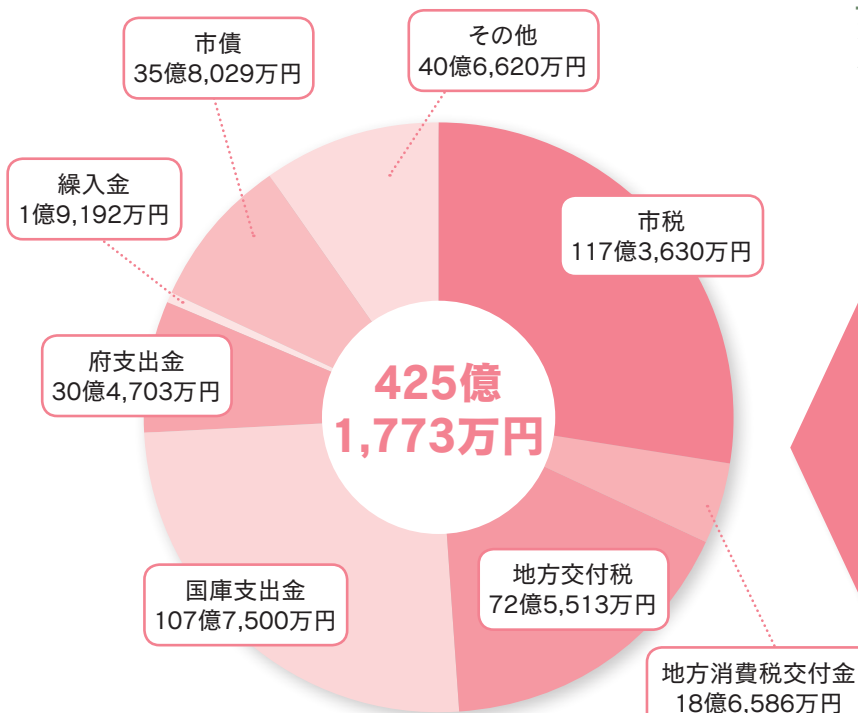 市債
35億8,029万円
その他
40億6,620万円
繰入金
1億9,192万円
市税
117億3,630万円
府支出金
30億4,703万円
425億
1,773万円
国庫支出金
107億7,500万円
地方交付税
72億5,513万円
地方消費税交付金
18億6,586万円